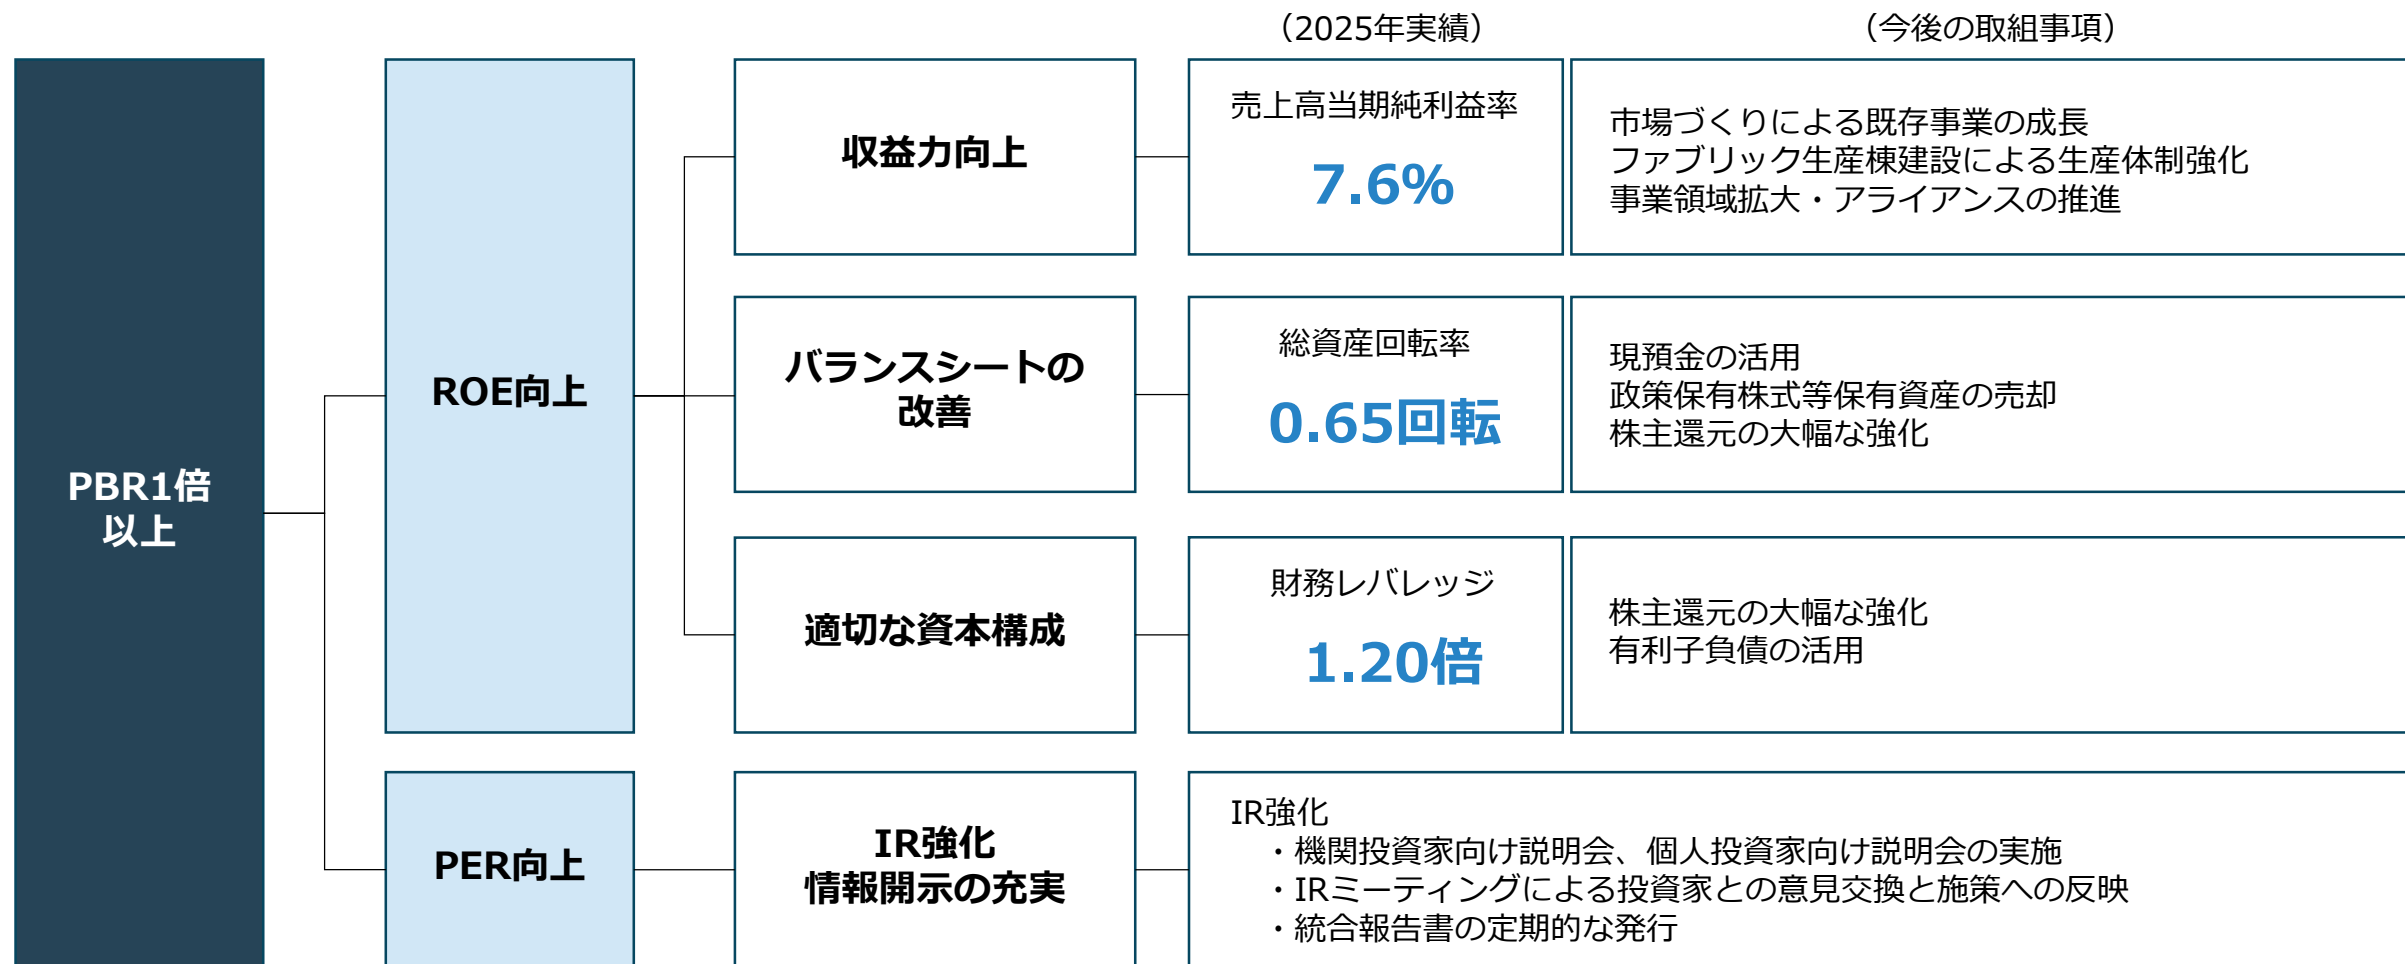 （2025年実績）
（今後の取組事項）
PBR1倍
以上
ROE向上
収益力向上
売上高当期純利益率
7.6%
市場づくりによる既存事業の成長
ファブリック生産棟建設による生産体制強化
事業領域拡大・アライアンスの推進
バランスシートの
改善
総資産回転率
0.65回転
現預金の活用
政策保有株式等保有資産の売却
株主還元の大幅な強化
適切な資本構成
財務レバレッジ
1.20倍
株主還元の大幅な強化
有利子負債の活用
PER向上
IR強化
情報開示の充実
IR強化
・機関投資家向け説明会、個人投資家向け説明会の実施
・IRミーティングによる投資家との意見交換と施策への反映
・統合報告書の定期的な発行